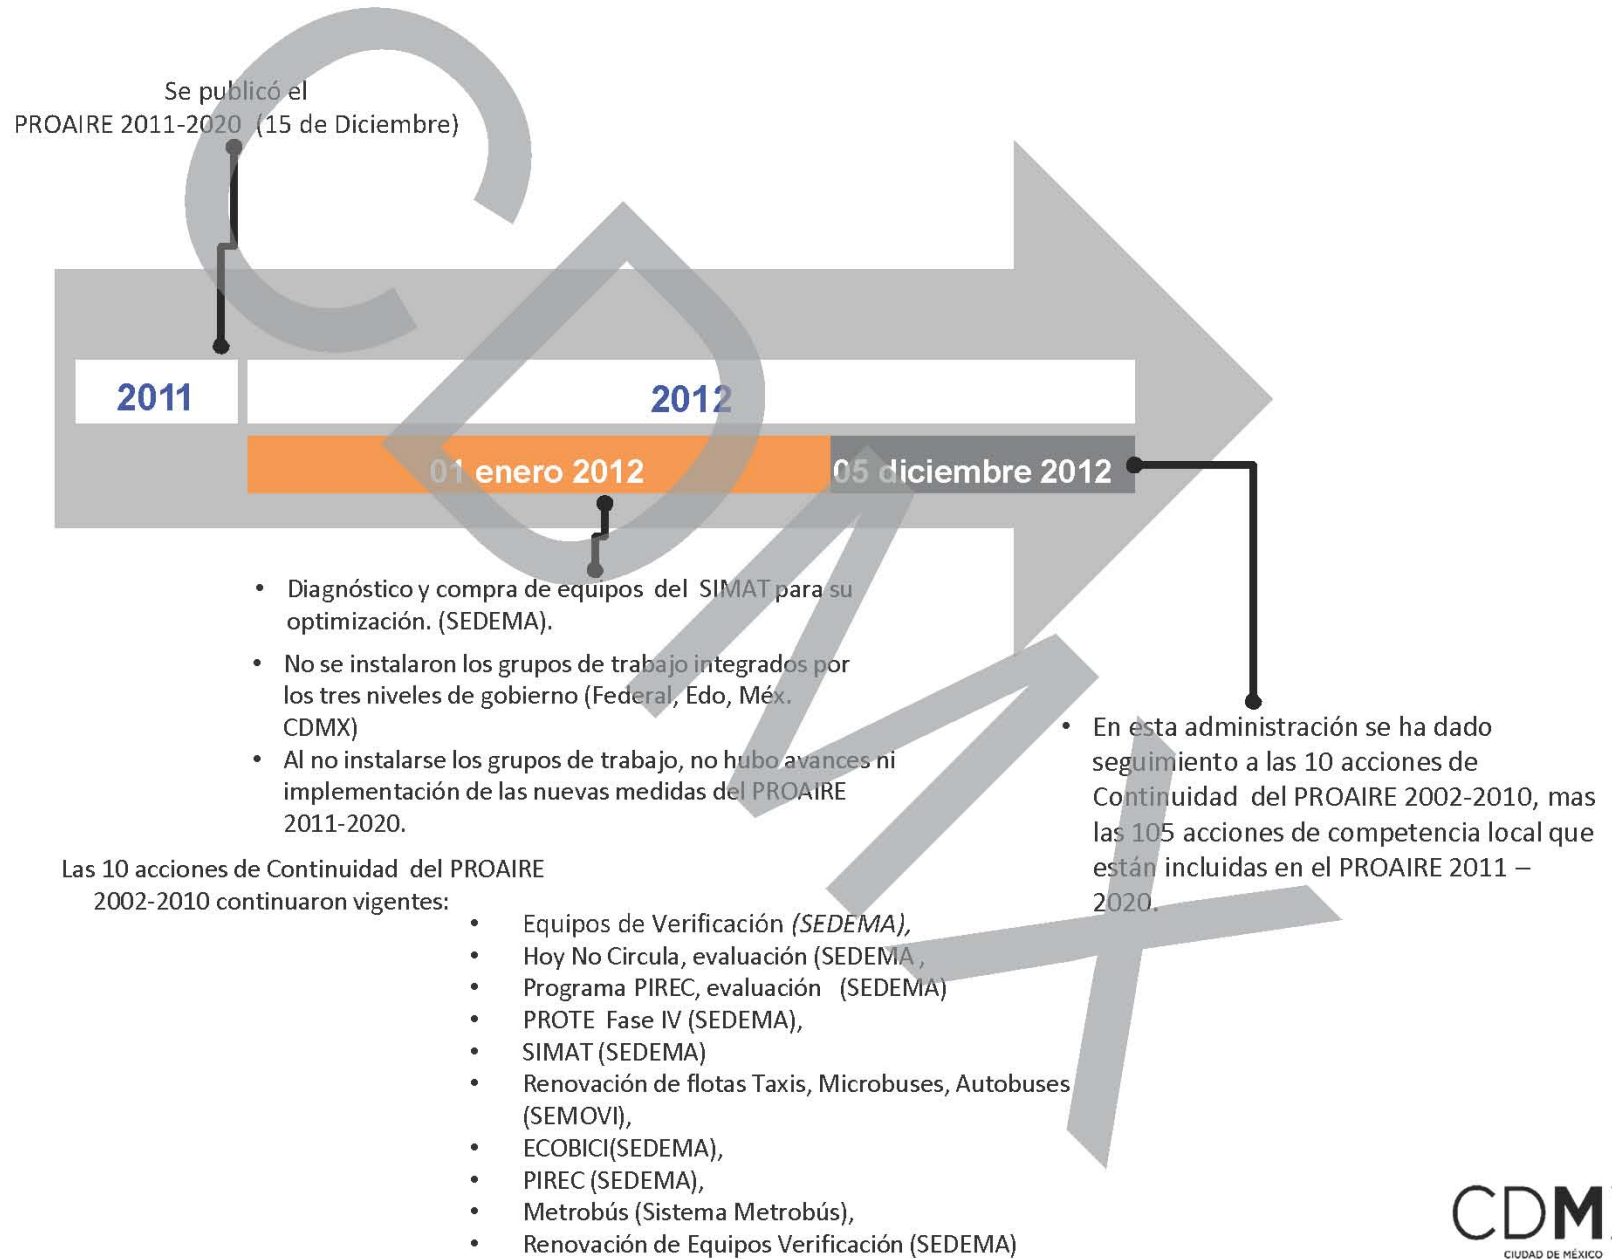 Se publicó el
PROAIRE 2011-2020 (15 de Diciembre)
2011
2012
01 enero 2012
05 diciembre 2012
• Diagnóstico y compra de equipos del SIMAT para su
optimización. (SEDEMA).
• No se instalaron los grupos de trabajo integrados por
los tres niveles de gobierno (Federal, Edo, Méx.
CDMX)
• Al no instalarse los grupos de trabajo, no hubo avances ni
implementación de las nuevas medidas del PROAIRE
2011-2020.
Las 10 acciones de Continuidad del PROAIRE
2002-2010 continuaron vigentes:
• Equipos de Verificación (SEDEMA),
• Hoy No Circula, evaluación (SEDEMA ,
• Programa PIREC, evaluación (SEDEMA)
• PROTE Fase IV (SEDEMA),
• SIMAT (SEDEMA)
• Renovación de flotas Taxis, Microbuses, Autobuses
(SEMOVI),
• ECOBICI(SEDEMA),
• PIREC (SEDEMA),
• Metrobús (Sistema Metrobús),
• Renovación de Equipos Verificación (SEDEMA)
• En esta administración se ha dado
seguimiento a las 10 acciones de
Continuidad del PROAIRE 2002-2010, mas
las 105 acciones de competencia local que
están incluidas en el PROAIRE 2011 –
2020.
CDMX
CDM
CIUDAD DE MÉXICO